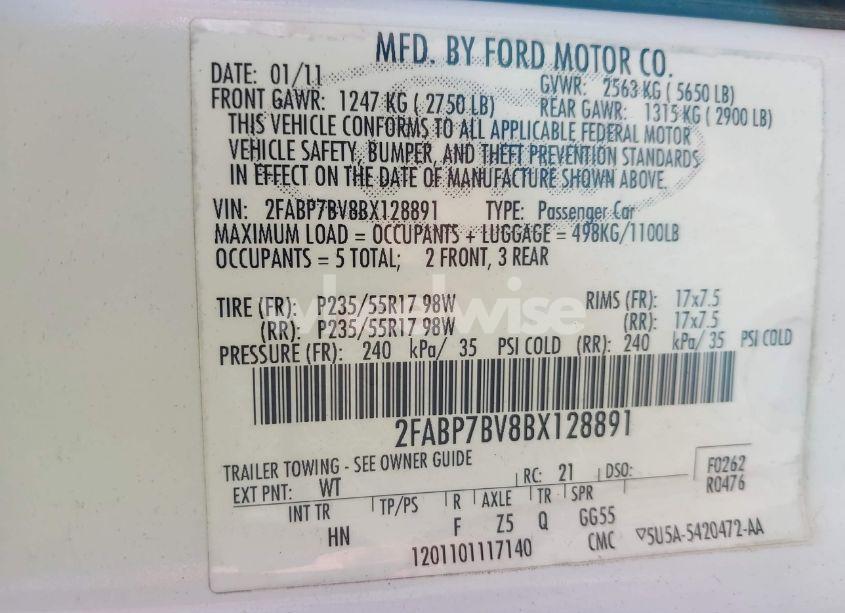 MFD. BY FORD MOTOR CO.
DATE: 01/11 GVWR: 2563 KG ( 5650 LB)
FRONT GAWR: 1247 KG ( 2750 LB) REAR GAWR: 1315 KG ( 2900 LB)
THIS VEHICLE CONFORMS TO ALL APPLICABLE FEDERAL MOTOR
VEHICLE SAFETY, BUMPER, AND THEFT PREVENTION STANDARDS
IN EFFECT ON THE DATE OF MANUFACTURE SHOWN ABOVE.
VIN: 2FABP7BV8BX128891 TYPE: Passenger Car
MAXIMUM LOAD = OCCUPANTS + LUGGAGE = 498KG/1100LB
OCCUPANTS = 5 TOTAL; 2 FRONT, 3 REAR
wheelwise
TIRE (FR): P235/55R17 98W RIMS (FR): 17x7.5
(RR): P235/55R17 98W (RR): 17x7.5
PRESSURE (FR): 240 kPa/ 35 PSI COLD (RR): 240 kPa/ 35 PSI COLD
2FABP7BV8BX128891
TRAILER TOWING - SEE OWNER GUIDE
EXT PNT: WT RC: 21 DSO: F0262
R0476
INT TR TP/PS R AXLE TR SPR
HN F Z5 Q GG55
1201101117140 CMC ▽5U5A-5420472-AA